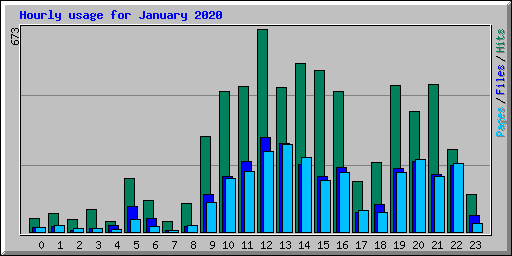 Hourly usage for January 2020
673
Pages / Files / Hits
0 1 2 3 4 5 6 7 8 9 10 11 12 13 14 15 16 17 18 19 20 21 22 23